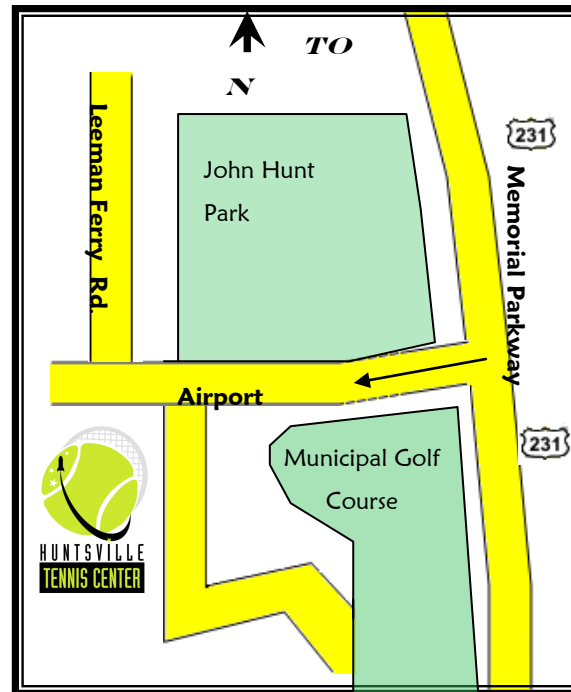 TO
N
231
Leeman Ferry Rd.
John Hunt
Park
Memorial Parkway
Airport
231
Municipal Golf
Course
HUNTSVILLE
TENNIS CENTER